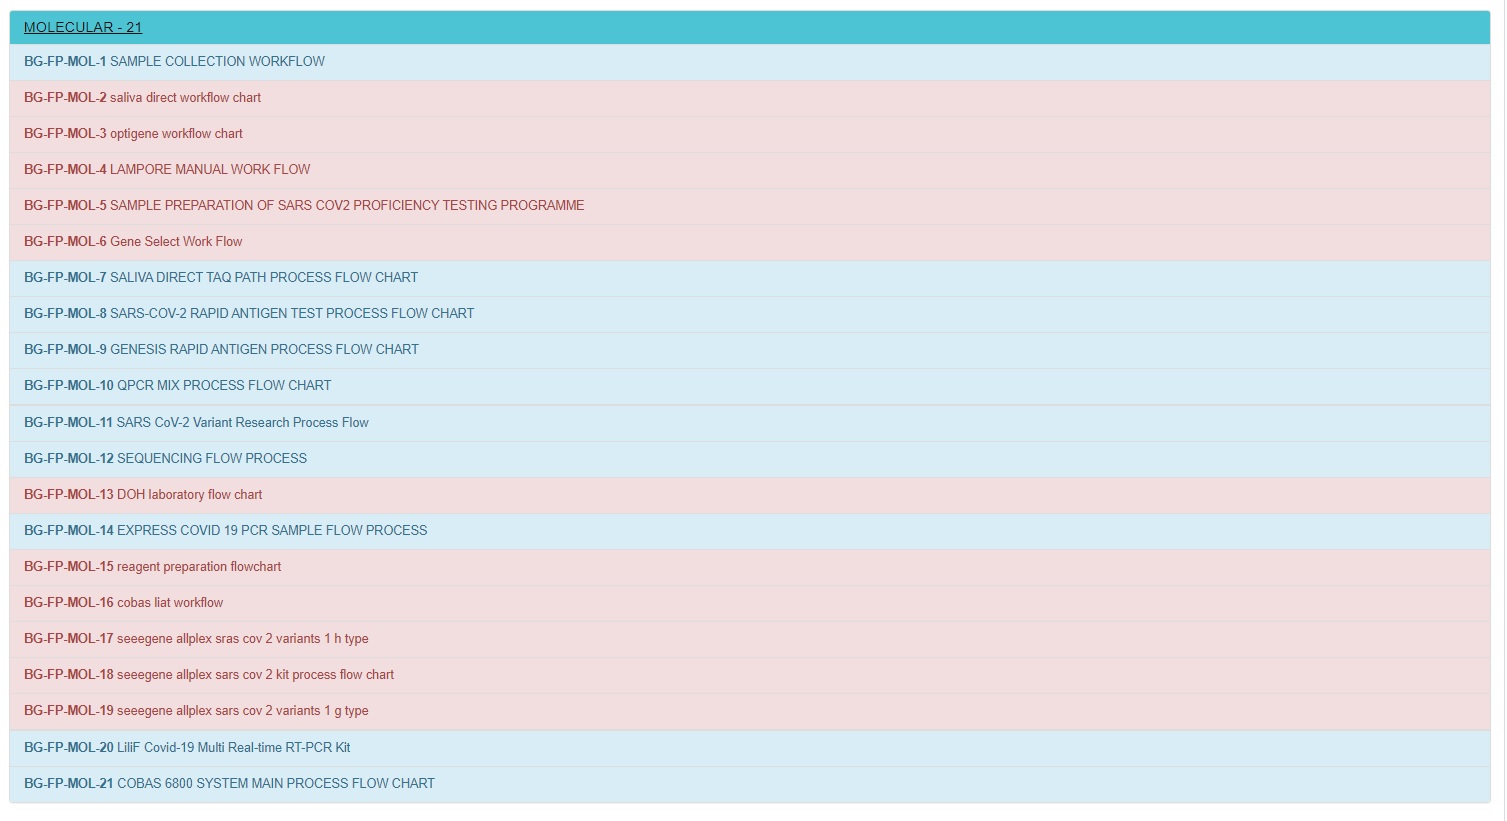 MOLECULAR - 21
BG-FP-MOL-1 SAMPLE COLLECTION WORKFLOW
BG-FP-MOL-2 saliva direct workflow chart
BG-FP-MOL-3 optigene workflow chart
BG-FP-MOL-4 LAMPORE MANUAL WORK FLOW
BG-FP-MOL-5 SAMPLE PREPARATION OF SARS COV2 PROFICIENCY TESTING PROGRAMME
BG-FP-MOL-6 Gene Select Work Flow
BG-FP-MOL-7 SALIVA DIRECT TAQ PATH PROCESS FLOW CHART
BG-FP-MOL-8 SARS-COV-2 RAPID ANTIGEN TEST PROCESS FLOW CHART
BG-FP-MOL-9 GENESIS RAPID ANTIGEN PROCESS FLOW CHART
BG-FP-MOL-10 QPCR MIX PROCESS FLOW CHART
BG-FP-MOL-11 SARS CoV-2 Variant Research Process Flow
BG-FP-MOL-12 SEQUENCING FLOW PROCESS
BG-FP-MOL-13 DOH laboratory flow chart
BG-FP-MOL-14 EXPRESS COVID 19 PCR SAMPLE FLOW PROCESS
BG-FP-MOL-15 reagent preparation flowchart
BG-FP-MOL-16 cobas liat workflow
BG-FP-MOL-17 seeegene allplex sras cov 2 variants 1 h type
BG-FP-MOL-18 seeegene allplex sars cov 2 kit process flow chart
BG-FP-MOL-19 seeegene allplex sars cov 2 variants 1 g type
BG-FP-MOL-20 LiliF Covid-19 Multi Real-time RT-PCR Kit
BG-FP-MOL-21 COBAS 6800 SYSTEM MAIN PROCESS FLOW CHART